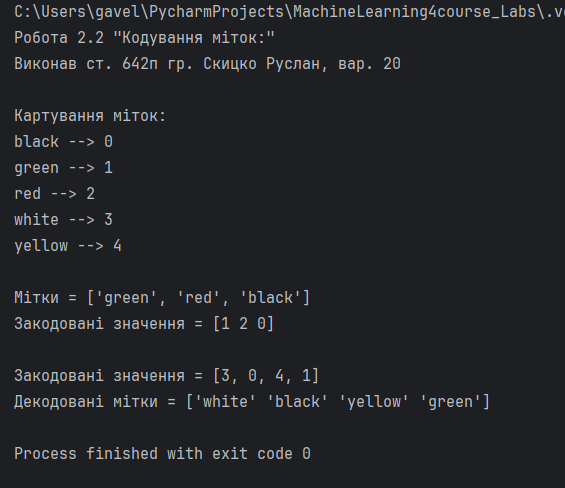 C:\Users\gavel\PycharmProjects\MachineLearning4course_Labs\.v
Робота 2.2 "Кодування міток:"
Виконав ст. 642п гр. Скицко Руслан, вар. 20
Картування міток:
black --> 0
green --> 1
red --> 2
white --> 3
yellow --> 4
Мітки = ['green', 'red', 'black']
Закодовані значення = [1 2 0]
Закодовані значення = [3, 0, 4, 1]
Декодовані мітки = ['white' 'black' 'yellow' 'green']
Process finished with exit code 0